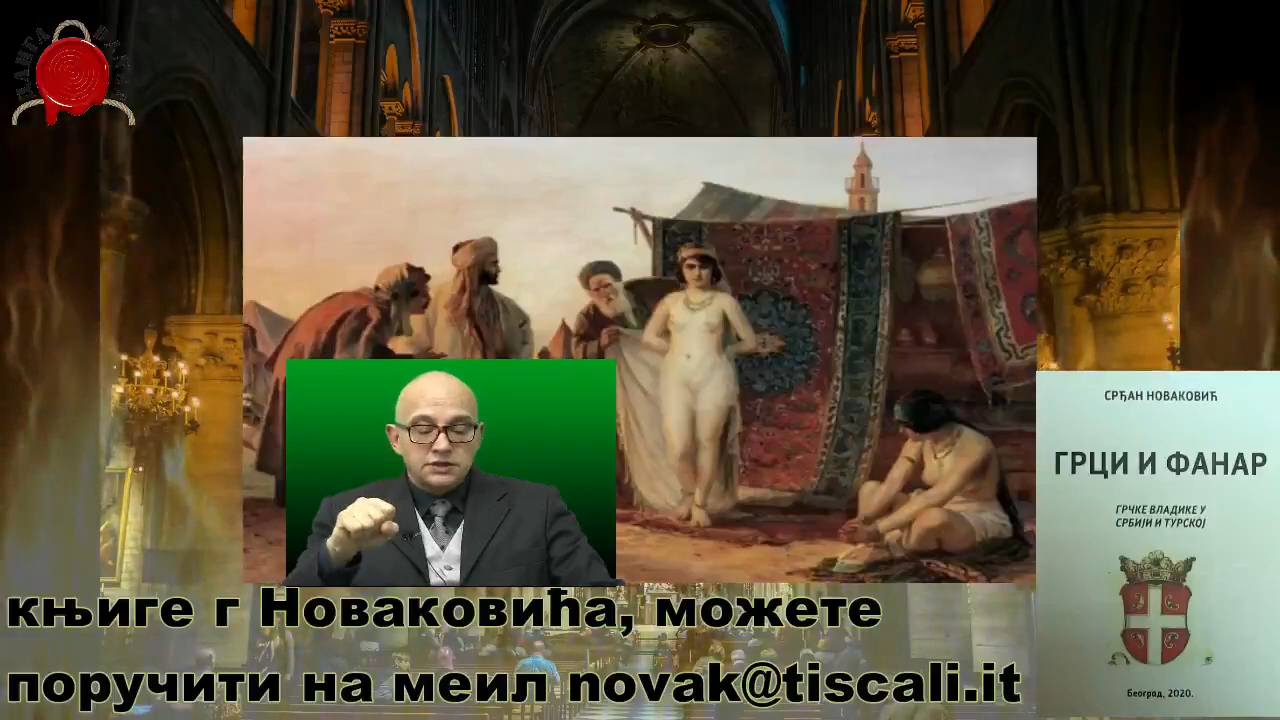 СРЂАН НОВАКОВИЋ
ГРЦИ И ФАНАР
ГРЧКЕ ВЛАДИКЕ У
СРБИЈИ И ТУРСКОЈ
Београд, 2020.
књиге г Новаковића, можете
поручити на меил novak@tiscali.it